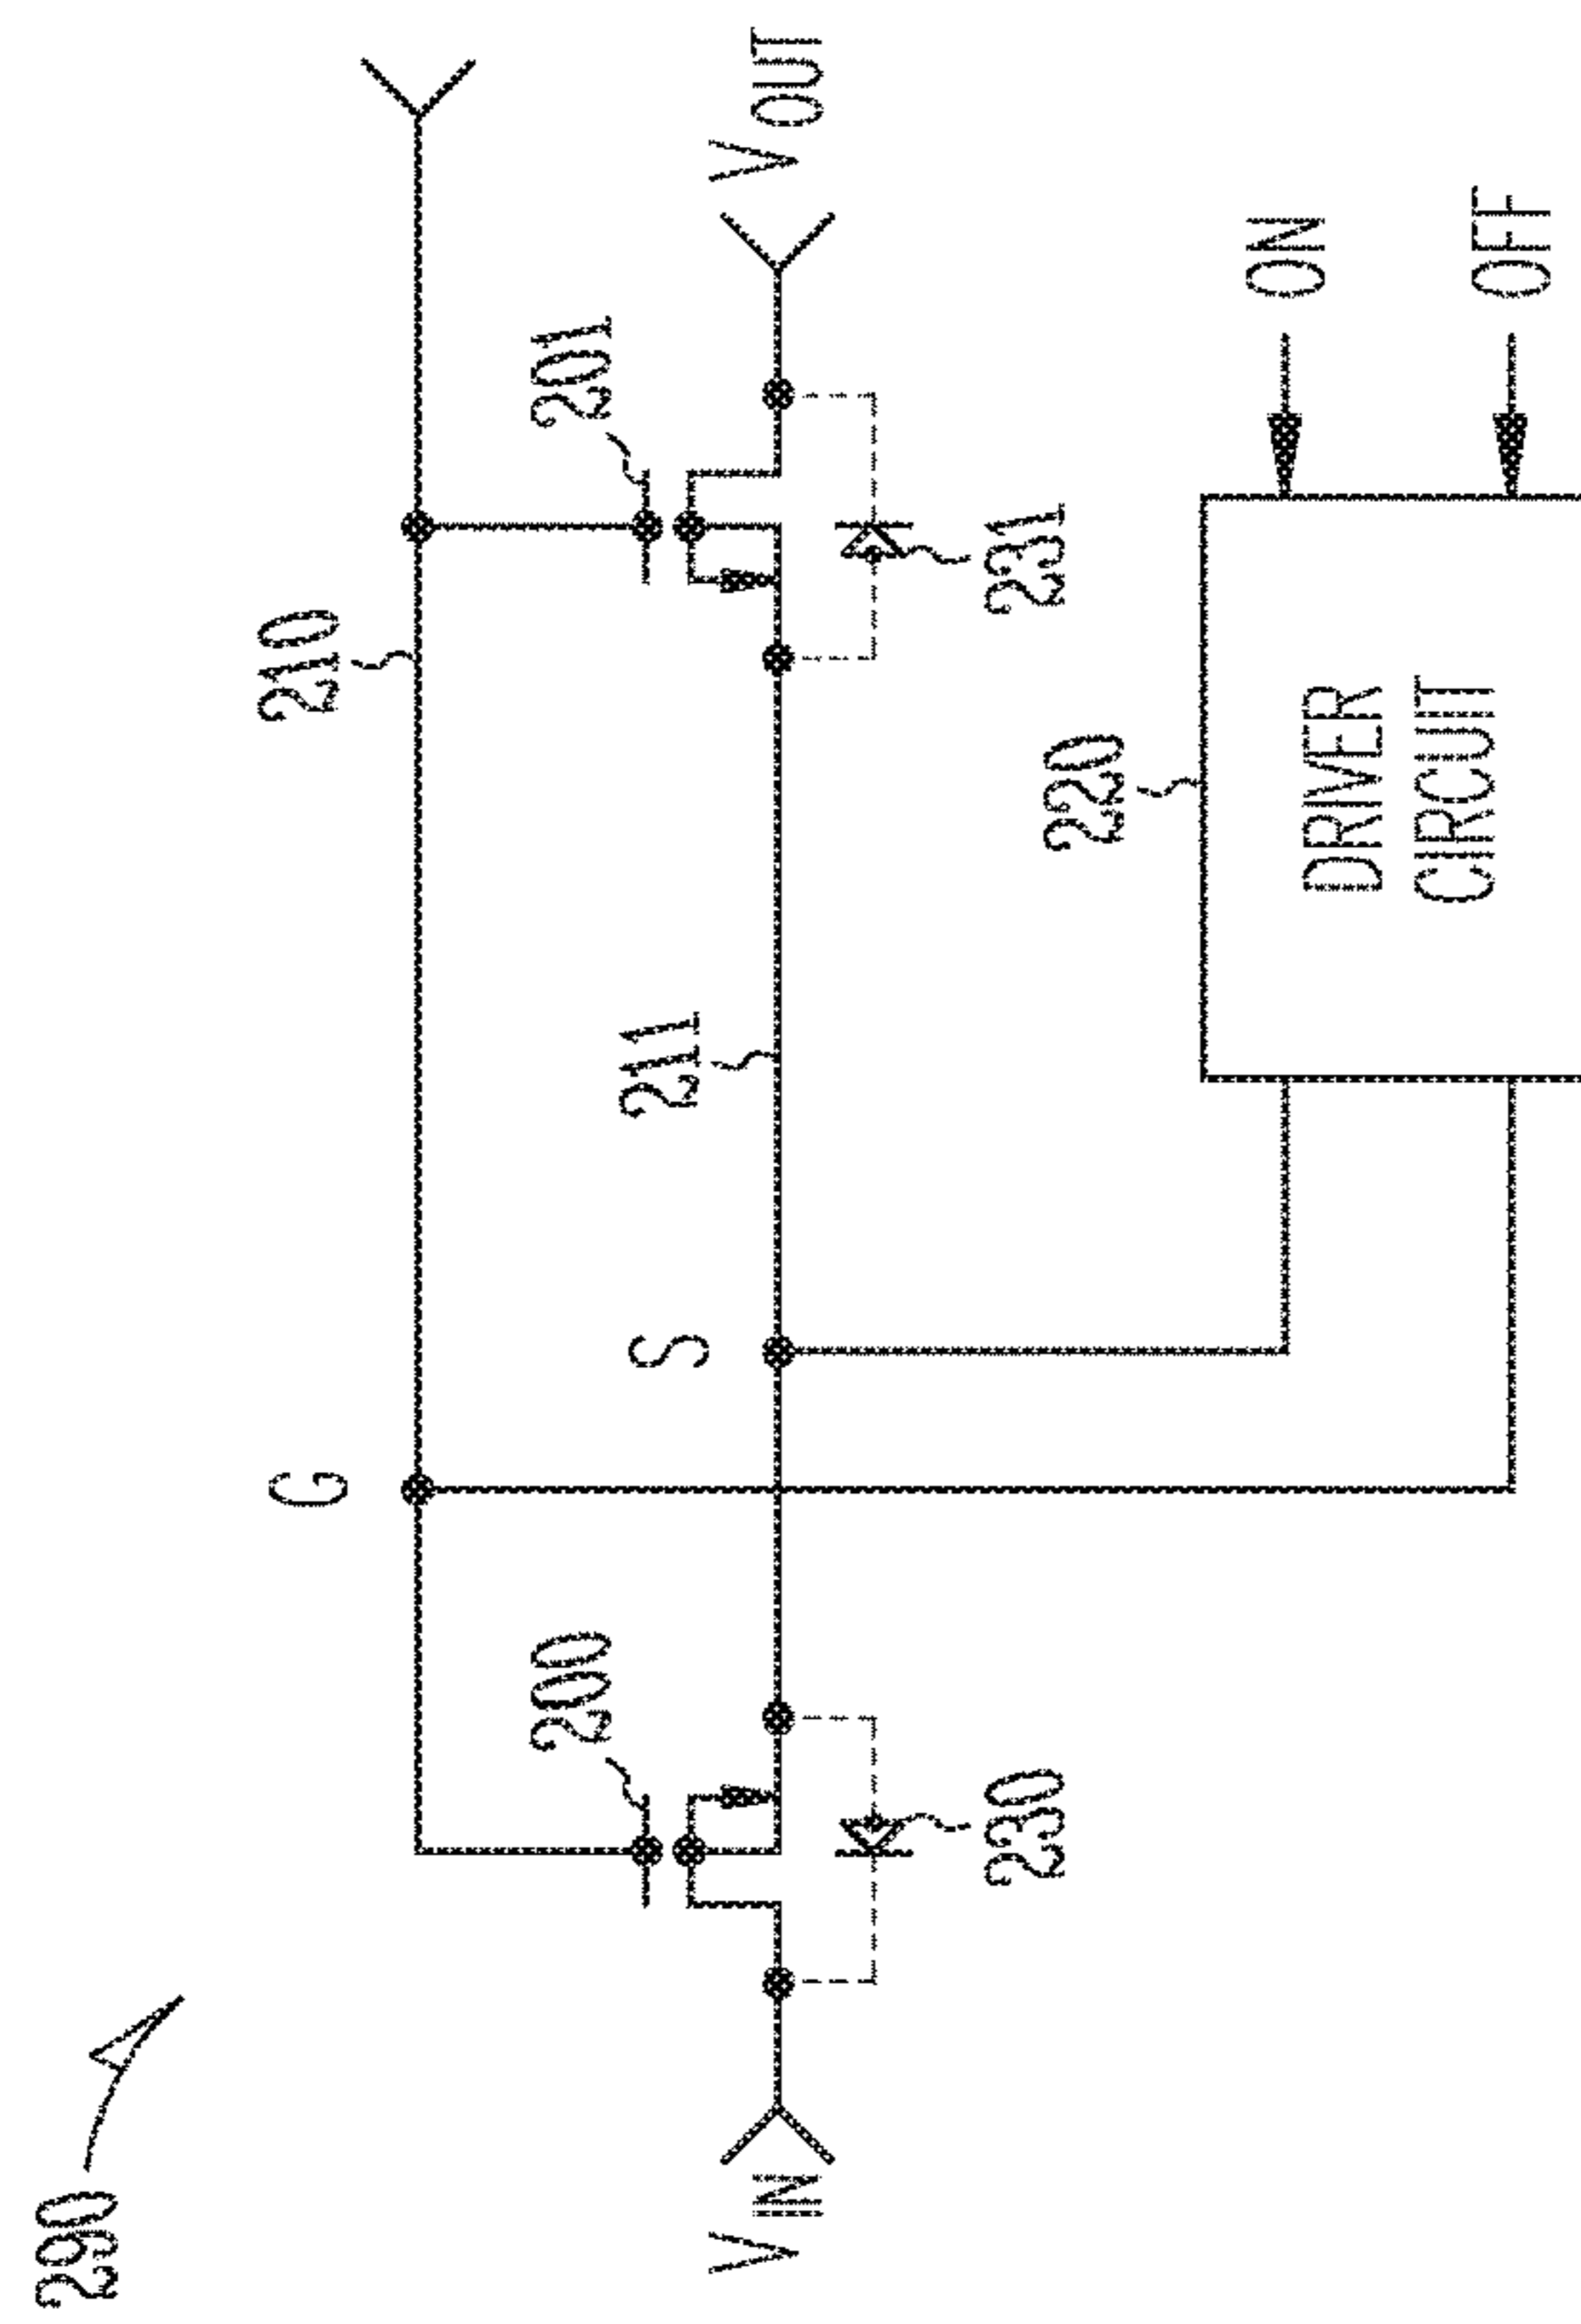 290
G
210
200
S
211
201
VIN
VOUT
230
231
220
DRIVER
CIRCUIT
ON
OFF